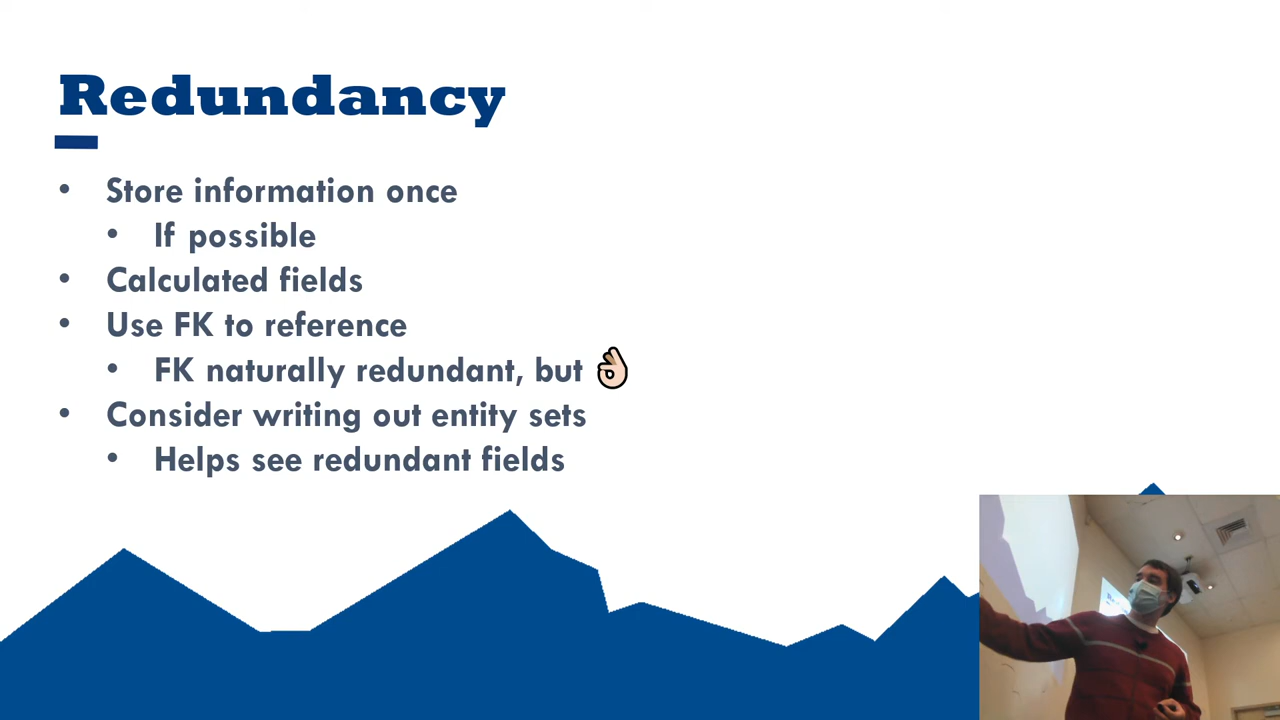 Redundancy
• Store information once
• If possible
• Calculated fields
• Use FK to reference
• FK naturally redundant, but 👌🏻
• Consider writing out entity sets
• Helps see redundant fields